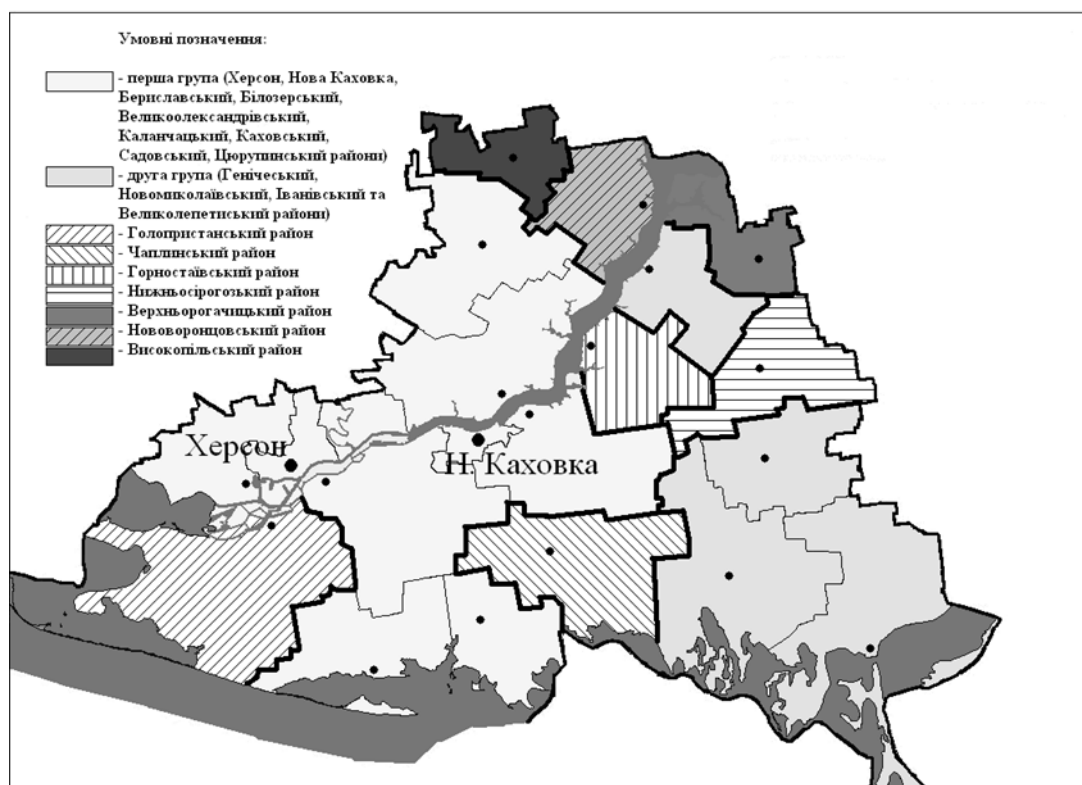 Умовні позначення:
- перша група (Херсон, Нова Каховка,
Бериславський, Білозерський,
Великоолександрівський,
Каланчацький, Каховський,
Садовський, Цюрупинський райони)
- друга група (Генічеський,
Новомиколаївський, Іванівський та
Великолепетиський райони)
- Голопристанський район
- Чаплинський район
- Горностаївський район
- Нижньосірогозький район
- Верхньорогачицький район
- Нововоронцовський район
- Високопільський район
Херсон
Н. Каховка